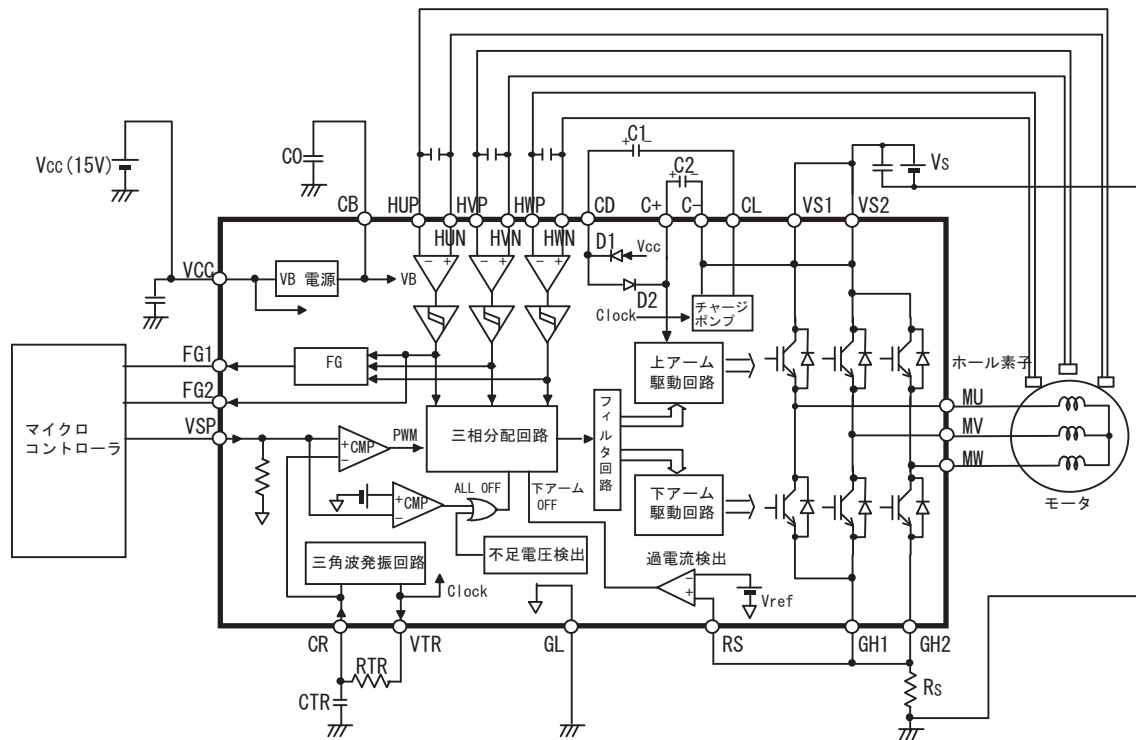 C1
+ -
VCC (15V)
C0
C2
+ -
VS
CB
HUP
HVP
HWP
CD
C+
C-
CL
VS1
VS2
HUN
HVN
HWN
D1
Vcc
VCC
VB 電源
VB
- +
- +
- +
D2
Clock
チャージ
ポンプ
FG1
FG
上アーム
駆動回路
ホール素子
FG2
MU
マイクロ
コントローラ
VSP
+
-
CMP
PWM
三相分配回路
フィルタ回路
MV
MW
モータ
+
-
CMP
ALL OFF
下アーム
OFF
下アーム
駆動回路
不足電圧検出
過電流検出
三角波発振回路
Clock
-
+
Vref
CR
VTR
GL
RS
GH1
GH2
RTR
CTR
RS